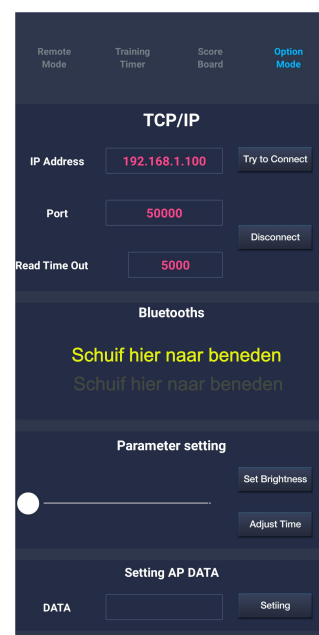 Remote Mode
Training Timer
Score Board
Option Mode
TCP/IP
IP Address 192.168.1.100 Try to Connect
Port 50000
Disconnect
Read Time Out 5000
Bluetooths
Schuif hier naar beneden
Schuif hier naar beneden
Parameter setting
Set Brightness
Adjust Time
Setting AP DATA
DATA Setiing